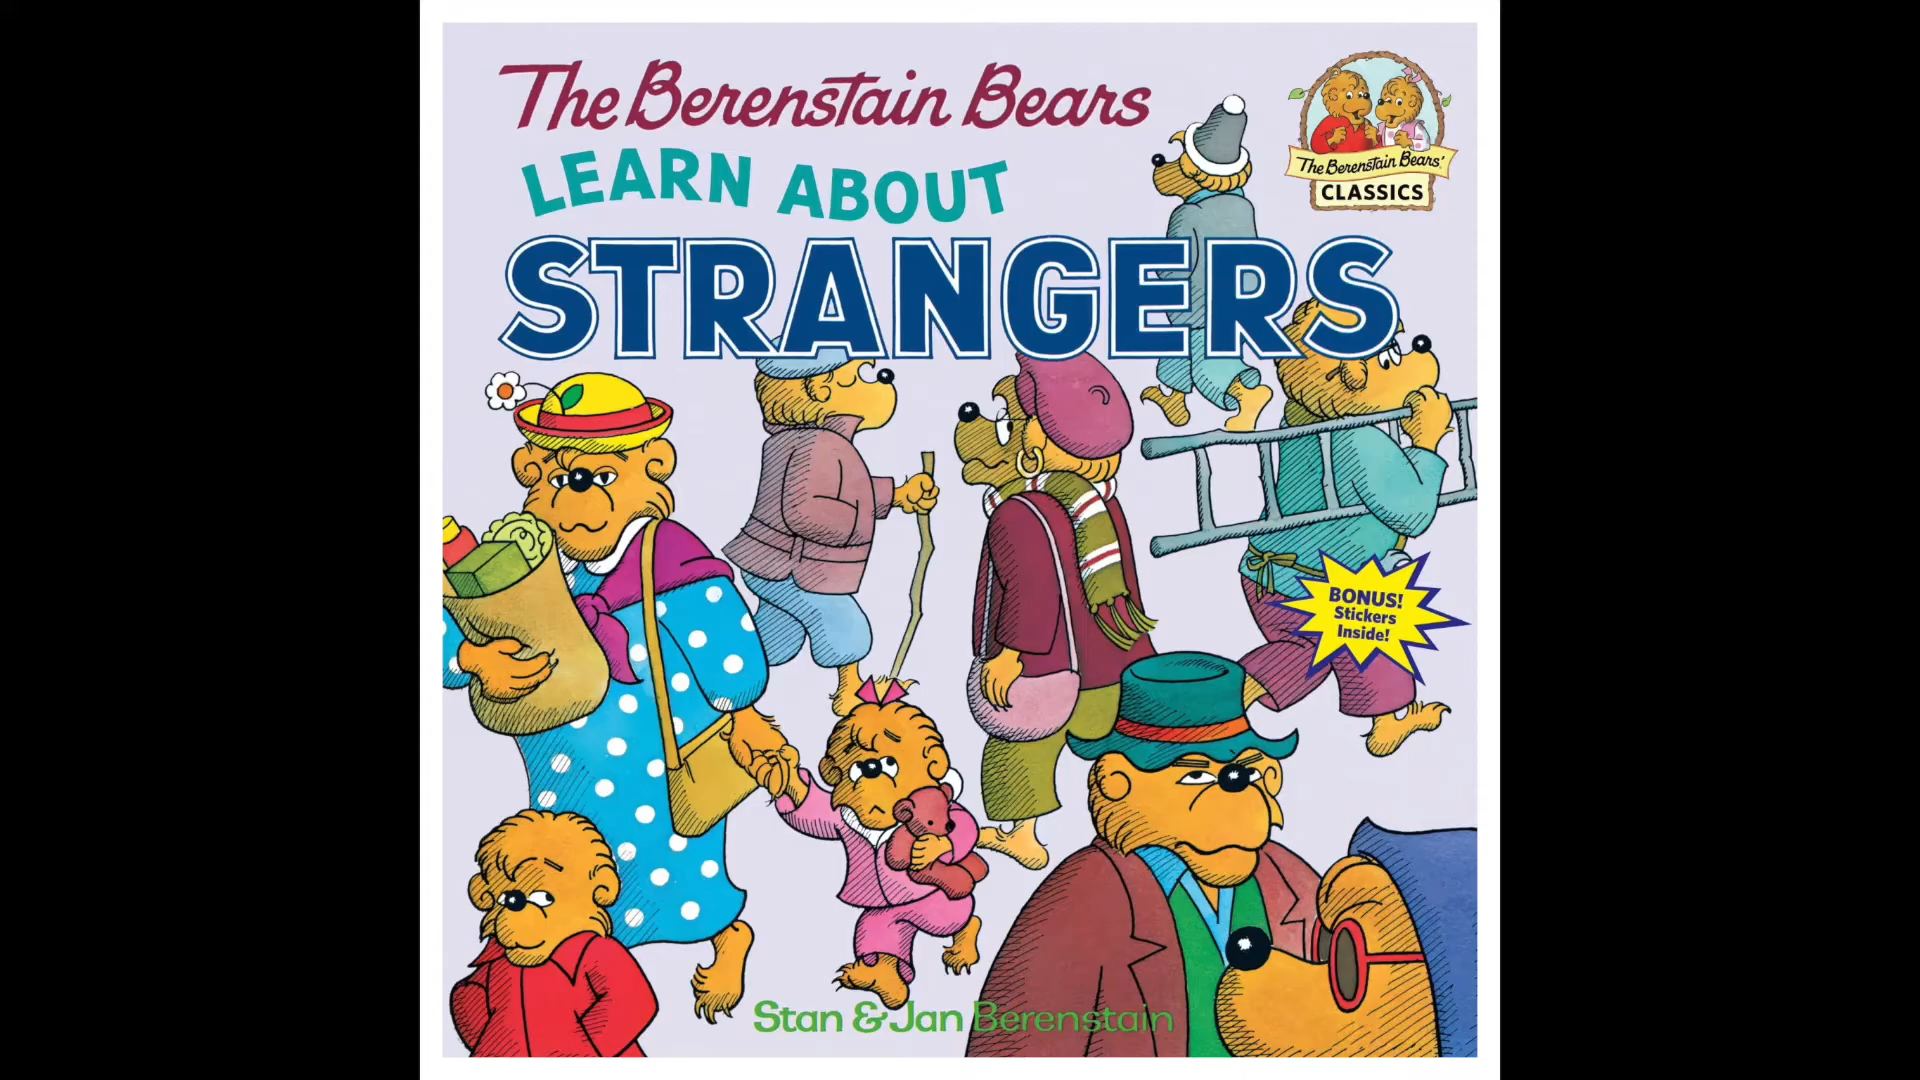 The Berenstain Bears
LEARN ABOUT
STRANGERS
The Berenstain Bears'
CLASSICS
BONUS!
Stickers
Inside!
Stan & Jan Berenstain